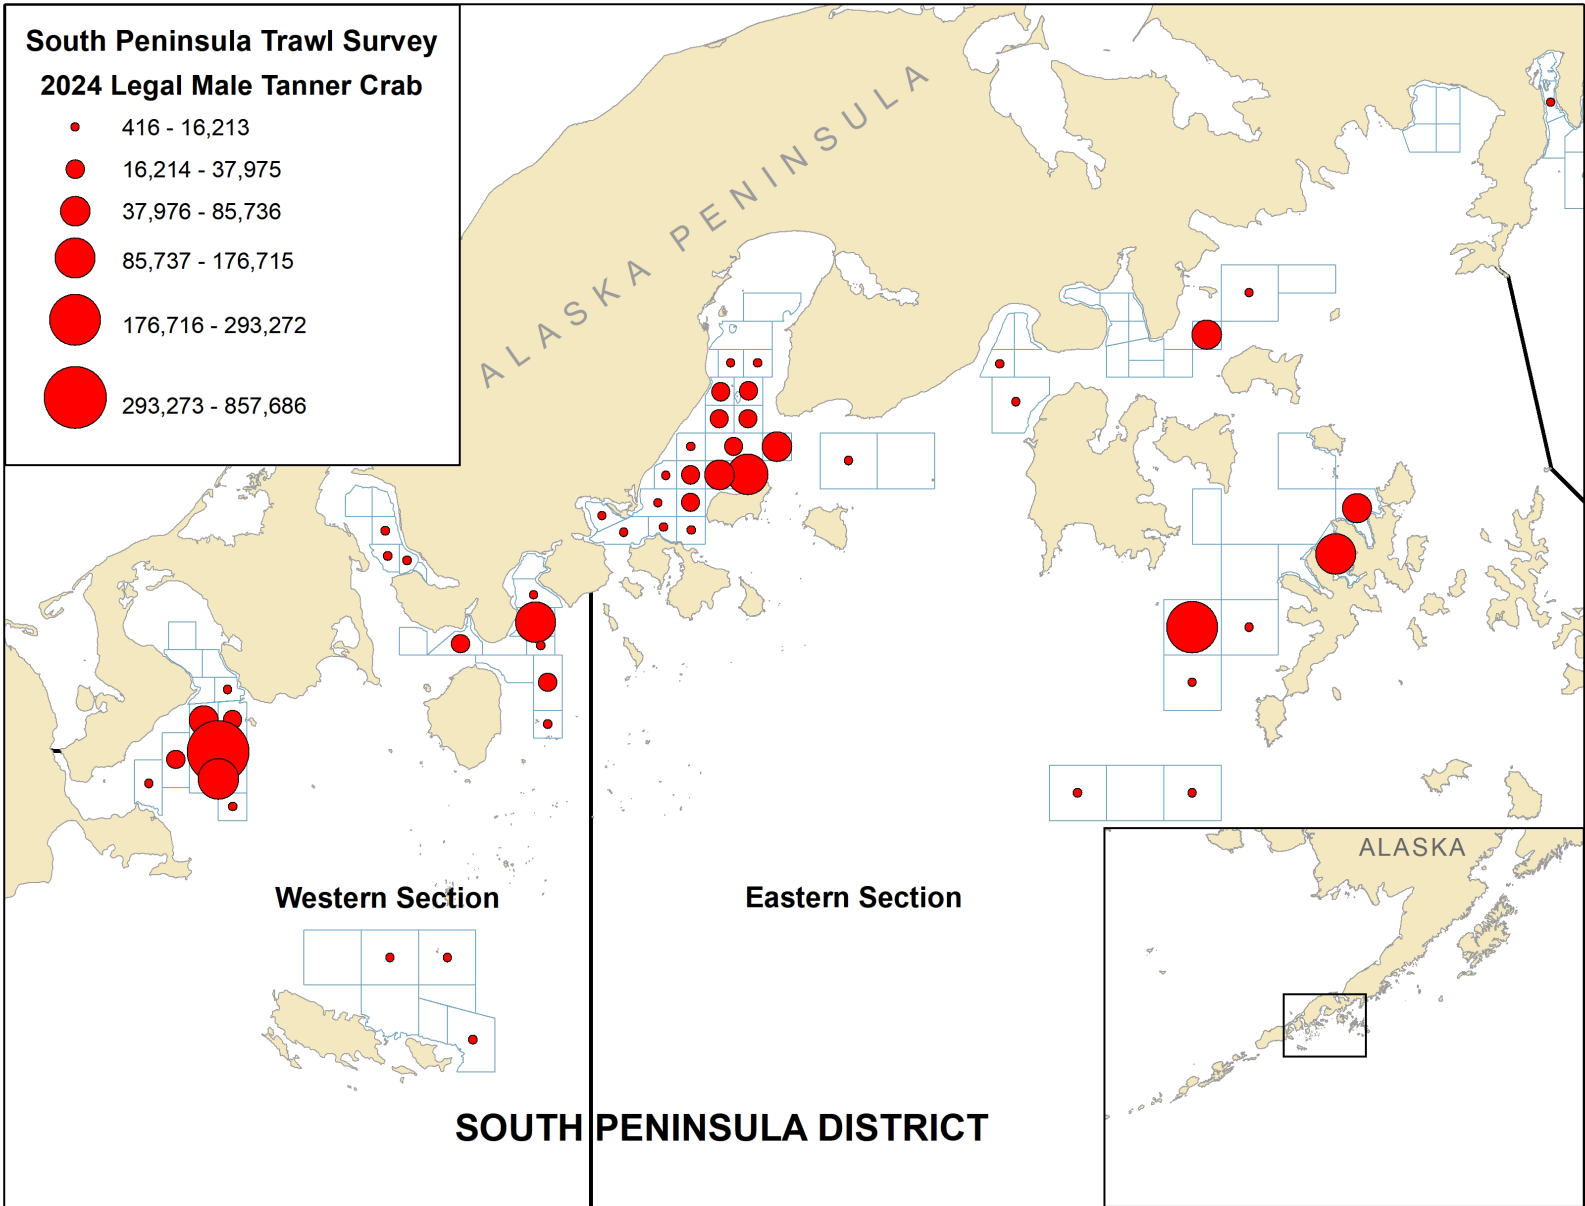 South Peninsula Trawl Survey
2024 Legal Male Tanner Crab
416 - 16,213
16,214 - 37,975
37,976 - 85,736
85,737 - 176,715
176,716 - 293,272
293,273 - 857,686
ALASKA PENINSULA
Western Section
Eastern Section
ALASKA
SOUTH PENINSULA DISTRICT